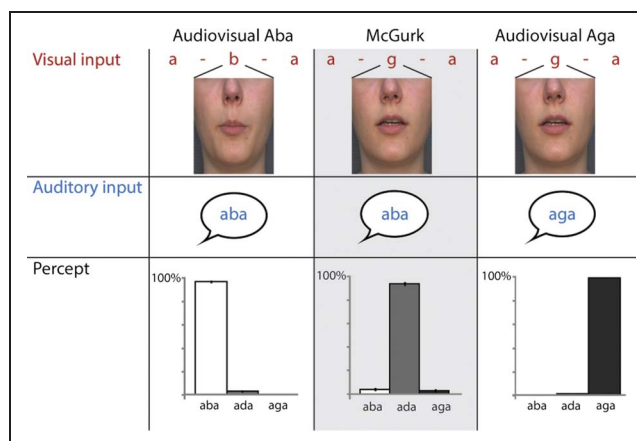 Audiovisual Aba McGurk Audiovisual Aga
Visual input a - b - a a - g - a a - g - a
Auditory input aba aba aga
Percept
100% 100% 100%
aba ada aga aba ada aga aba ada aga